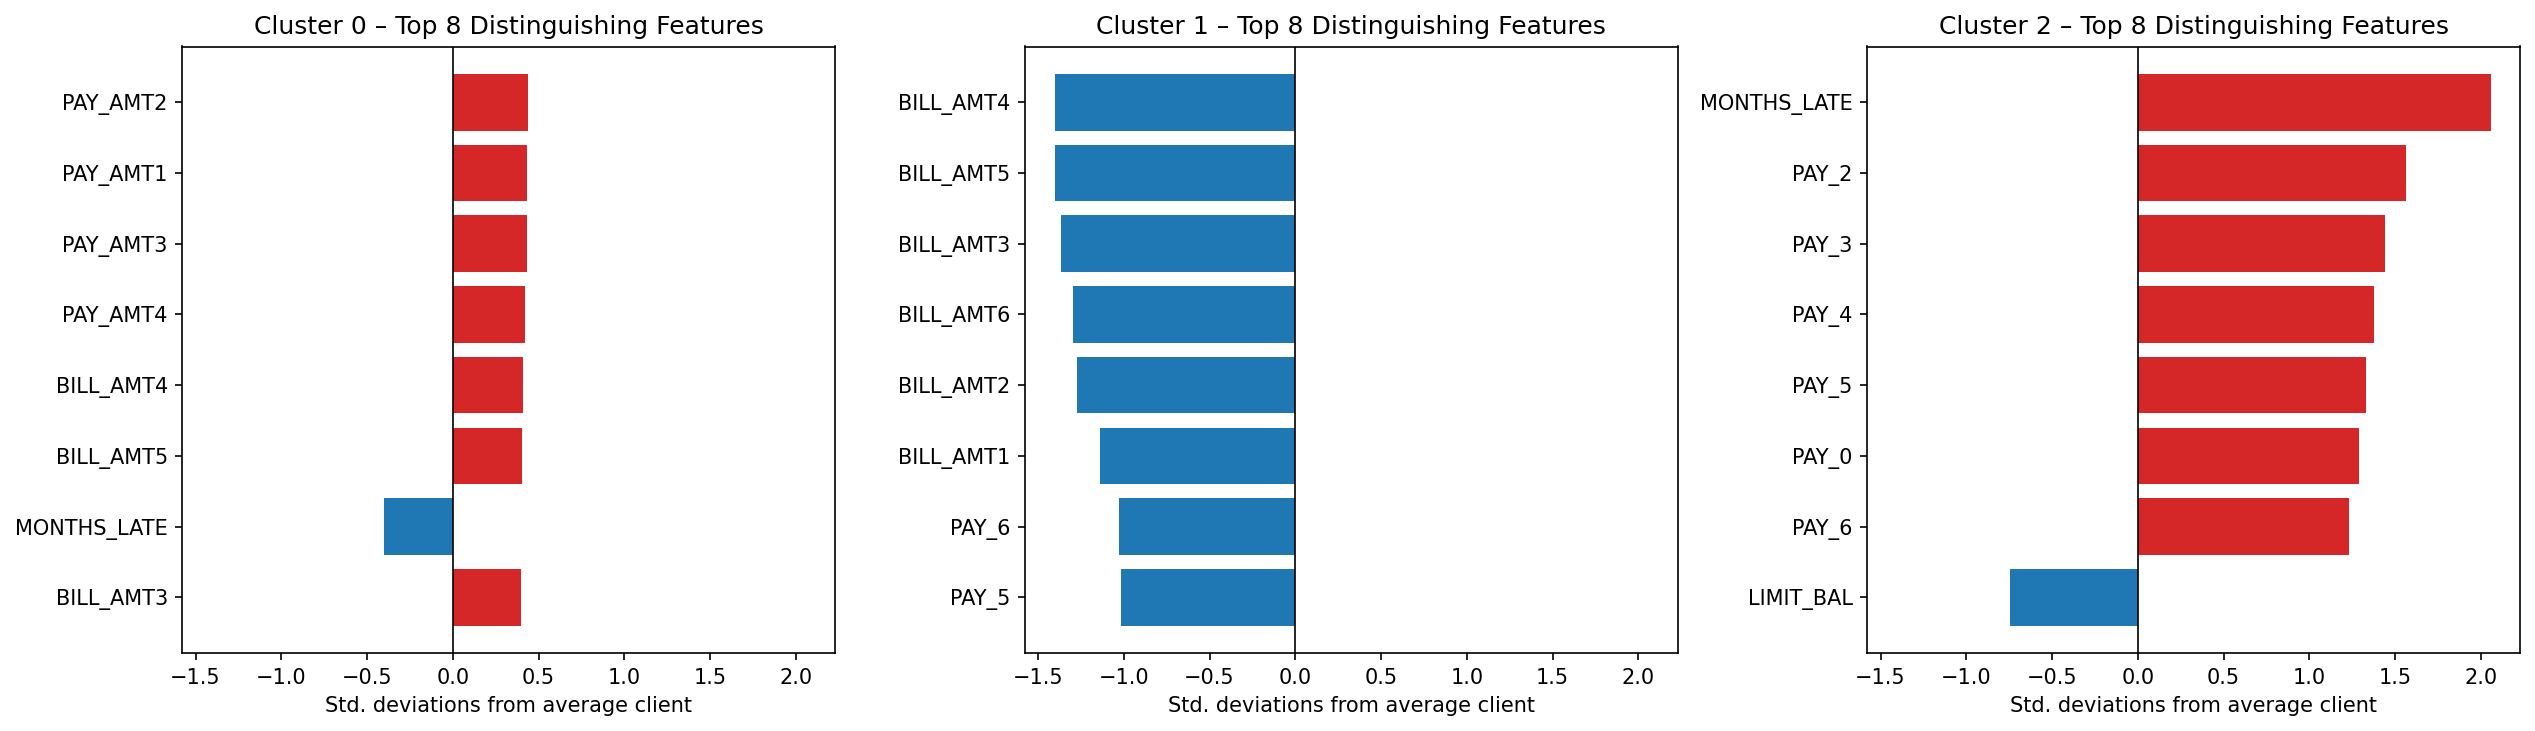 Cluster 0 – Top 8 Distinguishing Features
PAY_AMT2
PAY_AMT1
PAY_AMT3
PAY_AMT4
BILL_AMT4
BILL_AMT5
MONTHS_LATE
BILL_AMT3
−1.5 −1.0 −0.5 0.0 0.5 1.0 1.5 2.0
Std. deviations from average client
Cluster 1 – Top 8 Distinguishing Features
BILL_AMT4
BILL_AMT5
BILL_AMT3
BILL_AMT6
BILL_AMT2
BILL_AMT1
PAY_6
PAY_5
−1.5 −1.0 −0.5 0.0 0.5 1.0 1.5 2.0
Std. deviations from average client
Cluster 2 – Top 8 Distinguishing Features
MONTHS_LATE
PAY_2
PAY_3
PAY_4
PAY_5
PAY_0
PAY_6
LIMIT_BAL
−1.5 −1.0 −0.5 0.0 0.5 1.0 1.5 2.0
Std. deviations from average client